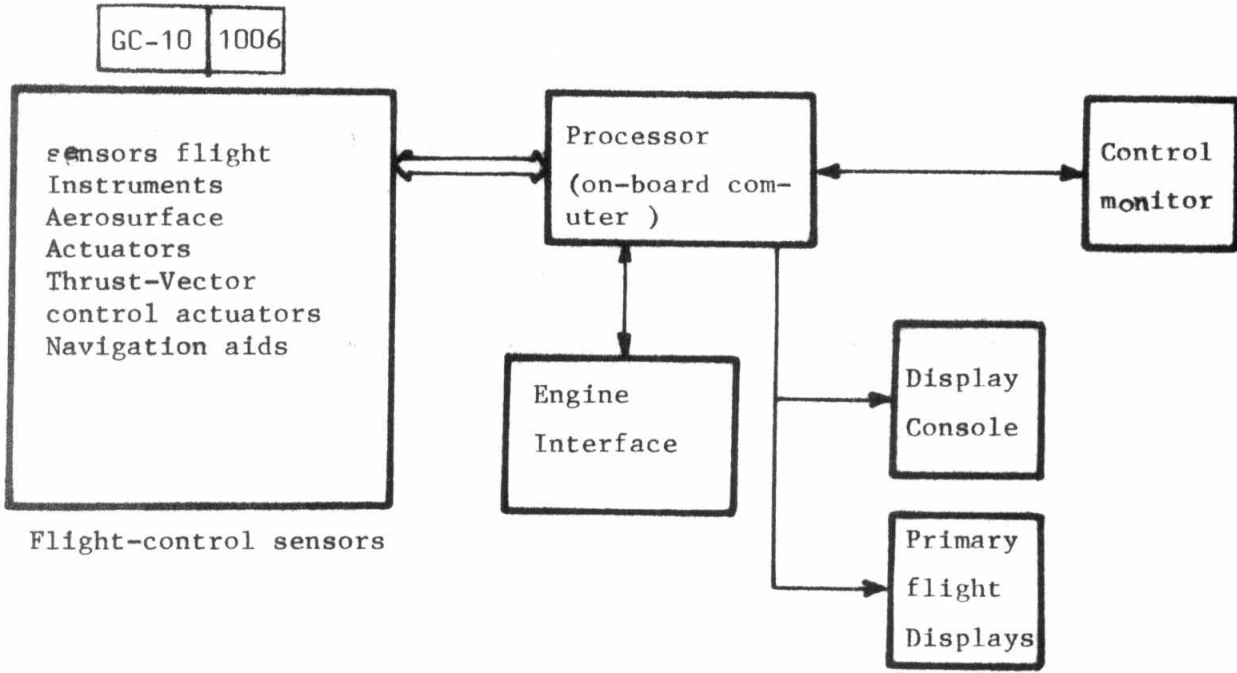 GC-10 1006
sensors flight
Instruments
Aerosurface
Actuators
Thrust-Vector
control actuators
Navigation aids
Flight-control sensors
Processor
(on-board com-
uter )
Engine
Interface
Control
monitor
Display
Console
Primary
flight
Displays